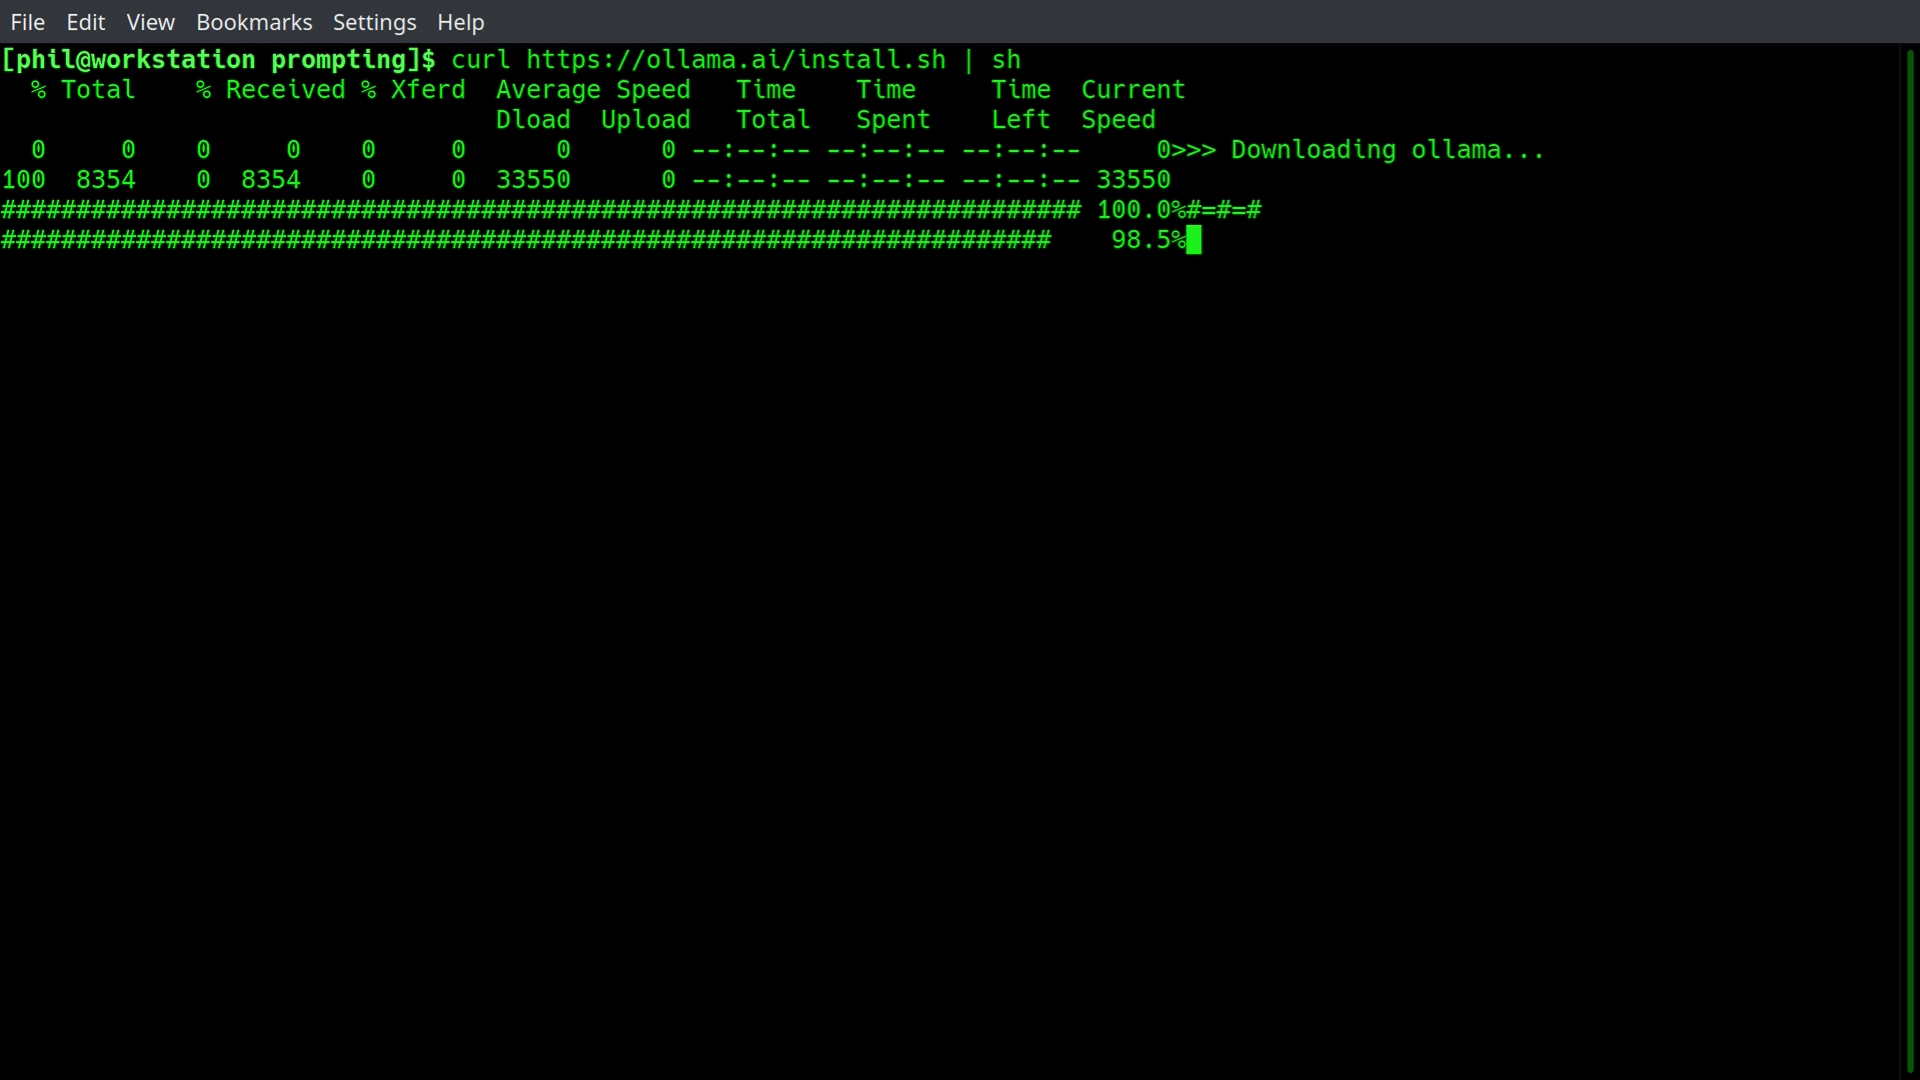 File Edit View Bookmarks Settings Help
[phil@workstation prompting]$ curl https://ollama.ai/install.sh | sh
  % Total    % Received % Xferd  Average Speed   Time    Time     Time  Current
                                 Dload  Upload   Total   Spent    Left  Speed
  0     0    0     0    0     0      0      0 --:--:-- --:--:-- --:--:--     0>>> Downloading ollama...
100  8354    0  8354    0     0  33550      0 --:--:-- --:--:-- --:--:-- 33550
######################################################################## 100.0%#=#=#
######################################################################    98.5%